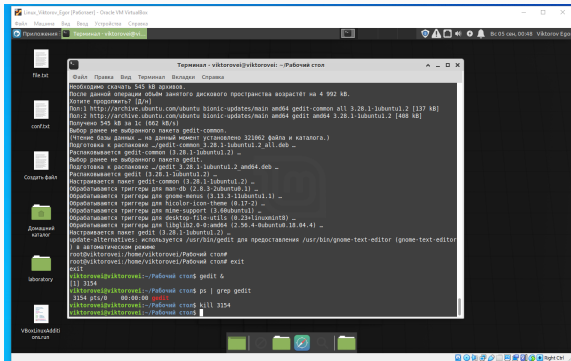 Linux_Viktorov_Egor [Работает] - Oracle VM VirtualBox
Файл Машина Вид Ввод Устройства Справка
Приложения Терминал - viktorovei@vi...
Вс 05 сен, 00:48 Viktorov Egor
file.txt
conf.txt
Создать файл
Домашний каталог
laboratory
VBoxLinuxAdditi
ons.run
Терминал - viktorovei@viktorovei: ~/Рабочий стол
Файл Правка Вид Терминал Вкладки Справка
Необходимо скачать 545 kB архивов.
После данной операции объём занятого дискового пространства возрастёт на 4 992 kB.
Хотите продолжить? [Д/н]
Пол:1 http://archive.ubuntu.com/ubuntu bionic-updates/main amd64 gedit-common all 3.28.1-1ubuntu1.2 [137 kB]
Пол:2 http://archive.ubuntu.com/ubuntu bionic-updates/main amd64 gedit amd64 3.28.1-1ubuntu1.2 [408 kB]
Получено 545 kB за 1с (662 kB/s)
Выбор ранее не выбранного пакета gedit-common.
(Чтение базы данных … на данный момент установлено 321062 файла и каталога.)
Подготовка к распаковке …/gedit-common_3.28.1-1ubuntu1.2_all.deb …
Распаковывается gedit-common (3.28.1-1ubuntu1.2) …
Выбор ранее не выбранного пакета gedit.
Подготовка к распаковке …/gedit_3.28.1-1ubuntu1.2_amd64.deb …
Распаковывается gedit (3.28.1-1ubuntu1.2) …
Настраивается пакет gedit-common (3.28.1-1ubuntu1.2) …
Обрабатываются триггеры для man-db (2.8.3-2ubuntu0.1) …
Обрабатываются триггеры для gnome-menus (3.13.3-11ubuntu1.1) …
Обрабатываются триггеры для hicolor-icon-theme (0.17-2) …
Обрабатываются триггеры для mime-support (3.60ubuntu1) …
Обрабатываются триггеры для desktop-file-utils (0.23+linuxmint8) …
Обрабатываются триггеры для libglib2.0-0:amd64 (2.56.4-0ubuntu0.18.04.4) …
Настраивается пакет gedit (3.28.1-1ubuntu1.2) …
update-alternatives: используется /usr/bin/gedit для предоставления /usr/bin/gnome-text-editor (gnome-text-editor
) в автоматическом режиме
root@viktorovei:/home/viktorovei/Рабочий стол#
root@viktorovei:/home/viktorovei/Рабочий стол# exit
exit
viktorovei@viktorovei:~/Рабочий стол$ gedit &
[1] 3154
viktorovei@viktorovei:~/Рабочий стол$ ps | grep gedit
3154 pts/0 00:00:00 gedit
viktorovei@viktorovei:~/Рабочий стол$ kill 3154
viktorovei@viktorovei:~/Рабочий стол$
Right Ctrl